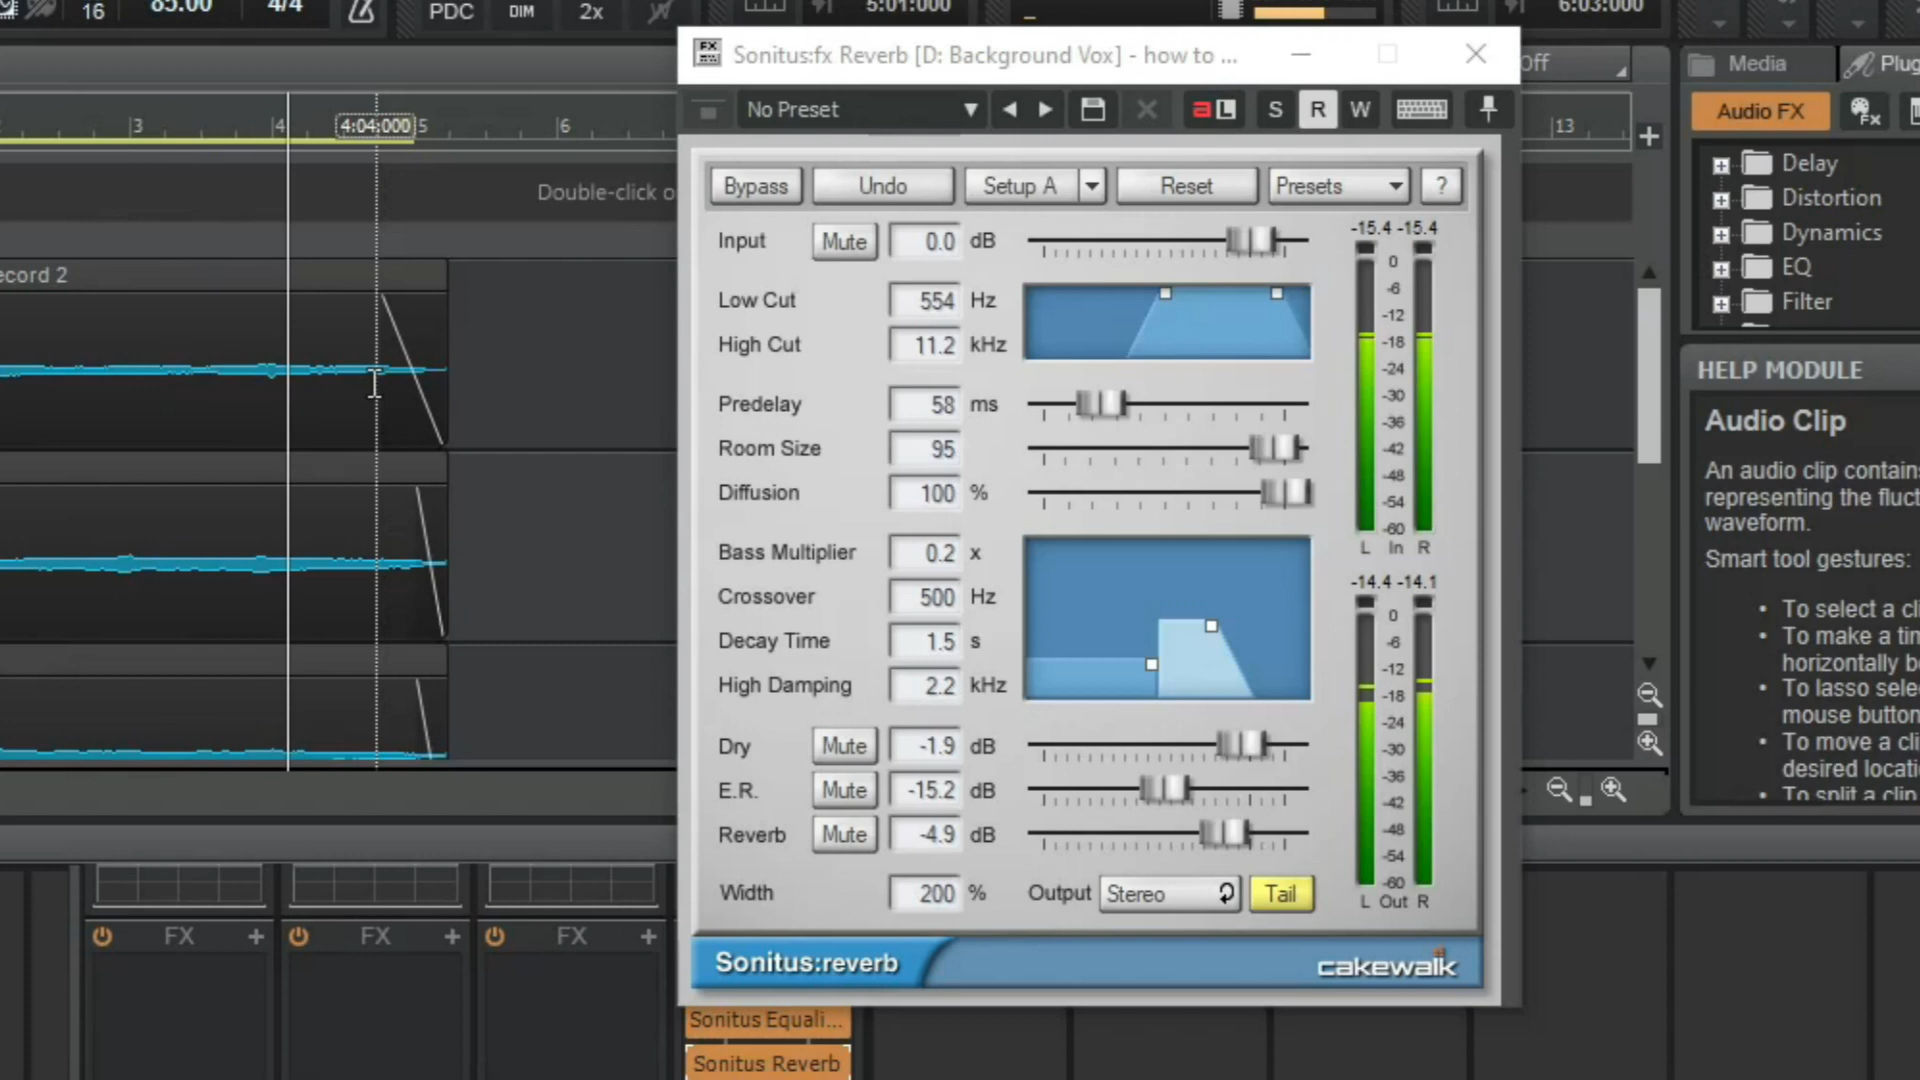 16
85.00
4/4
PDC
DIM
2x
5:01:000
6:03:000
Sonitus:fx Reverb [D: Background Vox] - how to ...
No Preset
a L
S R W
Off
Media
Plug
Audio FX
Fx
3 4 4:04:000 5 6 13
Delay
Distortion
Dynamics
EQ
Filter
Double-click o
Bypass Undo Setup A Reset Presets ?
Input Mute 0.0 dB
-15.4 -15.4
Low Cut 554 Hz
High Cut 11.2 kHz
Predelay 58 ms
Room Size 95
Diffusion 100 %
Bass Multiplier 0.2 x
Crossover 500 Hz
Decay Time 1.5 s
High Damping 2.2 kHz
Dry Mute -1.9 dB
E.R. Mute -15.2 dB
Reverb Mute -4.9 dB
Width 200 % Output Stereo Tail
0
-6
-12
-18
-24
-30
-36
-42
-48
-54
-60
L In R
-14.4 -14.1
0
-6
-12
-18
-24
-30
-36
-42
-48
-54
-60
L Out R
Sonitus:reverb
cakewalk
ecord 2
HELP MODULE
Audio Clip
An audio clip contains
representing the fluct
waveform.
Smart tool gestures:
• To select a cli
• To make a tim
horizontally be
• To lasso sele
mouse button
• To move a cli
desired locati
• To split a clip
FX +
FX +
FX +
Sonitus Equali...
Sonitus Reverb